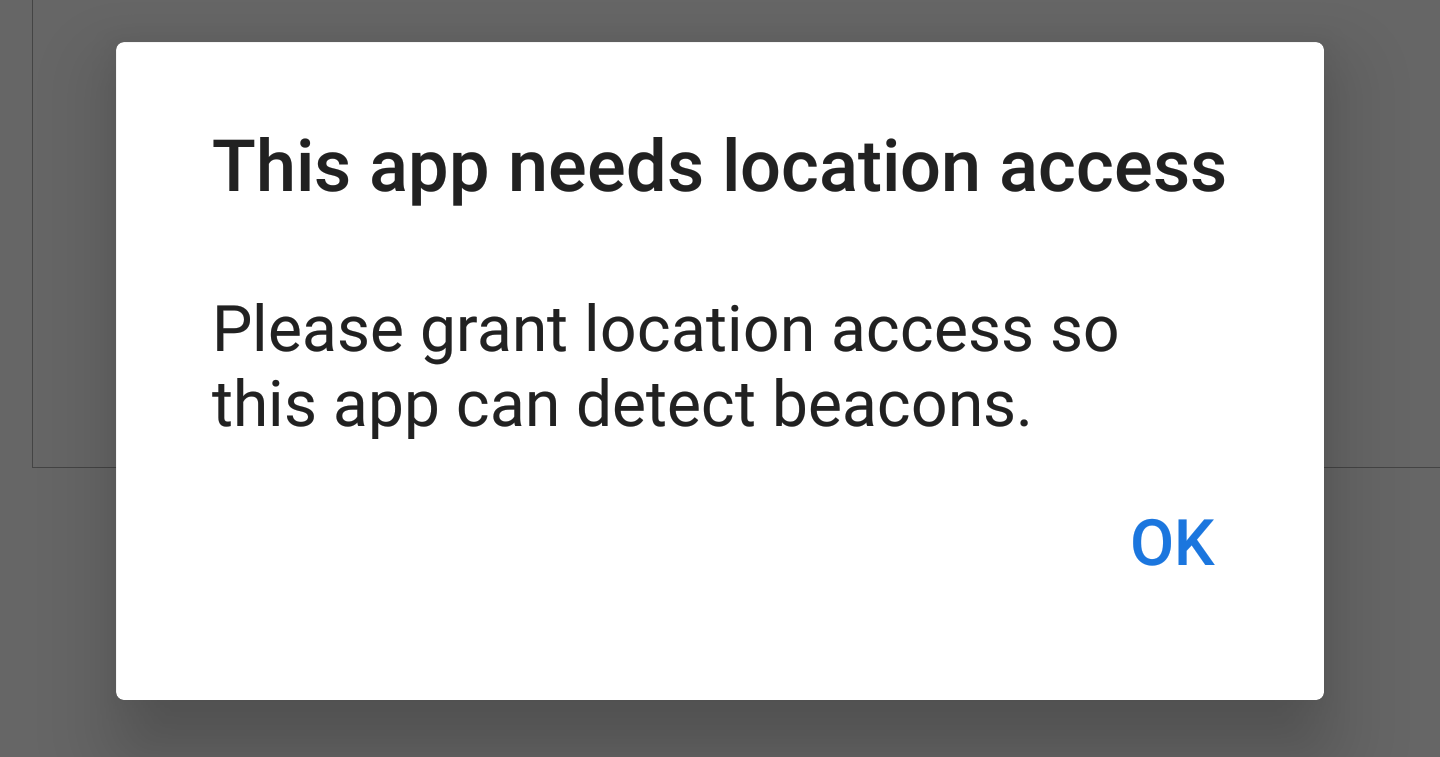 This app needs location access
Please grant location access so
this app can detect beacons.
OK